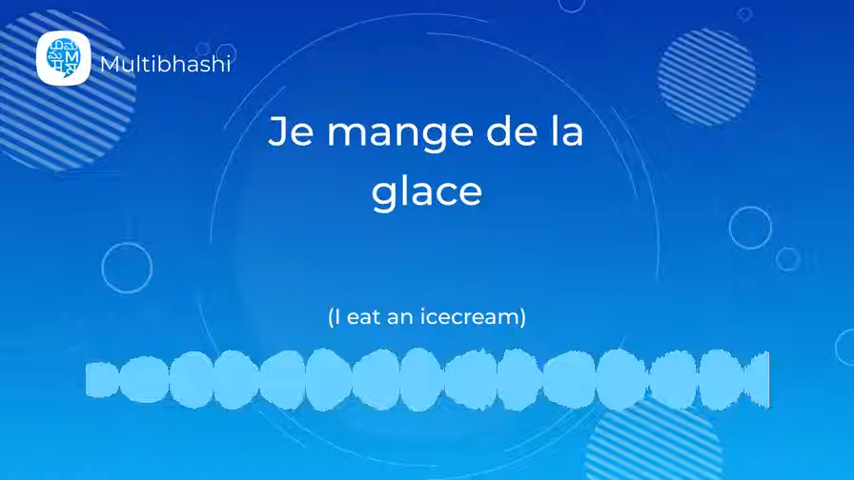 Multibhashi
Je mange de la
glace
(I eat an icecream)